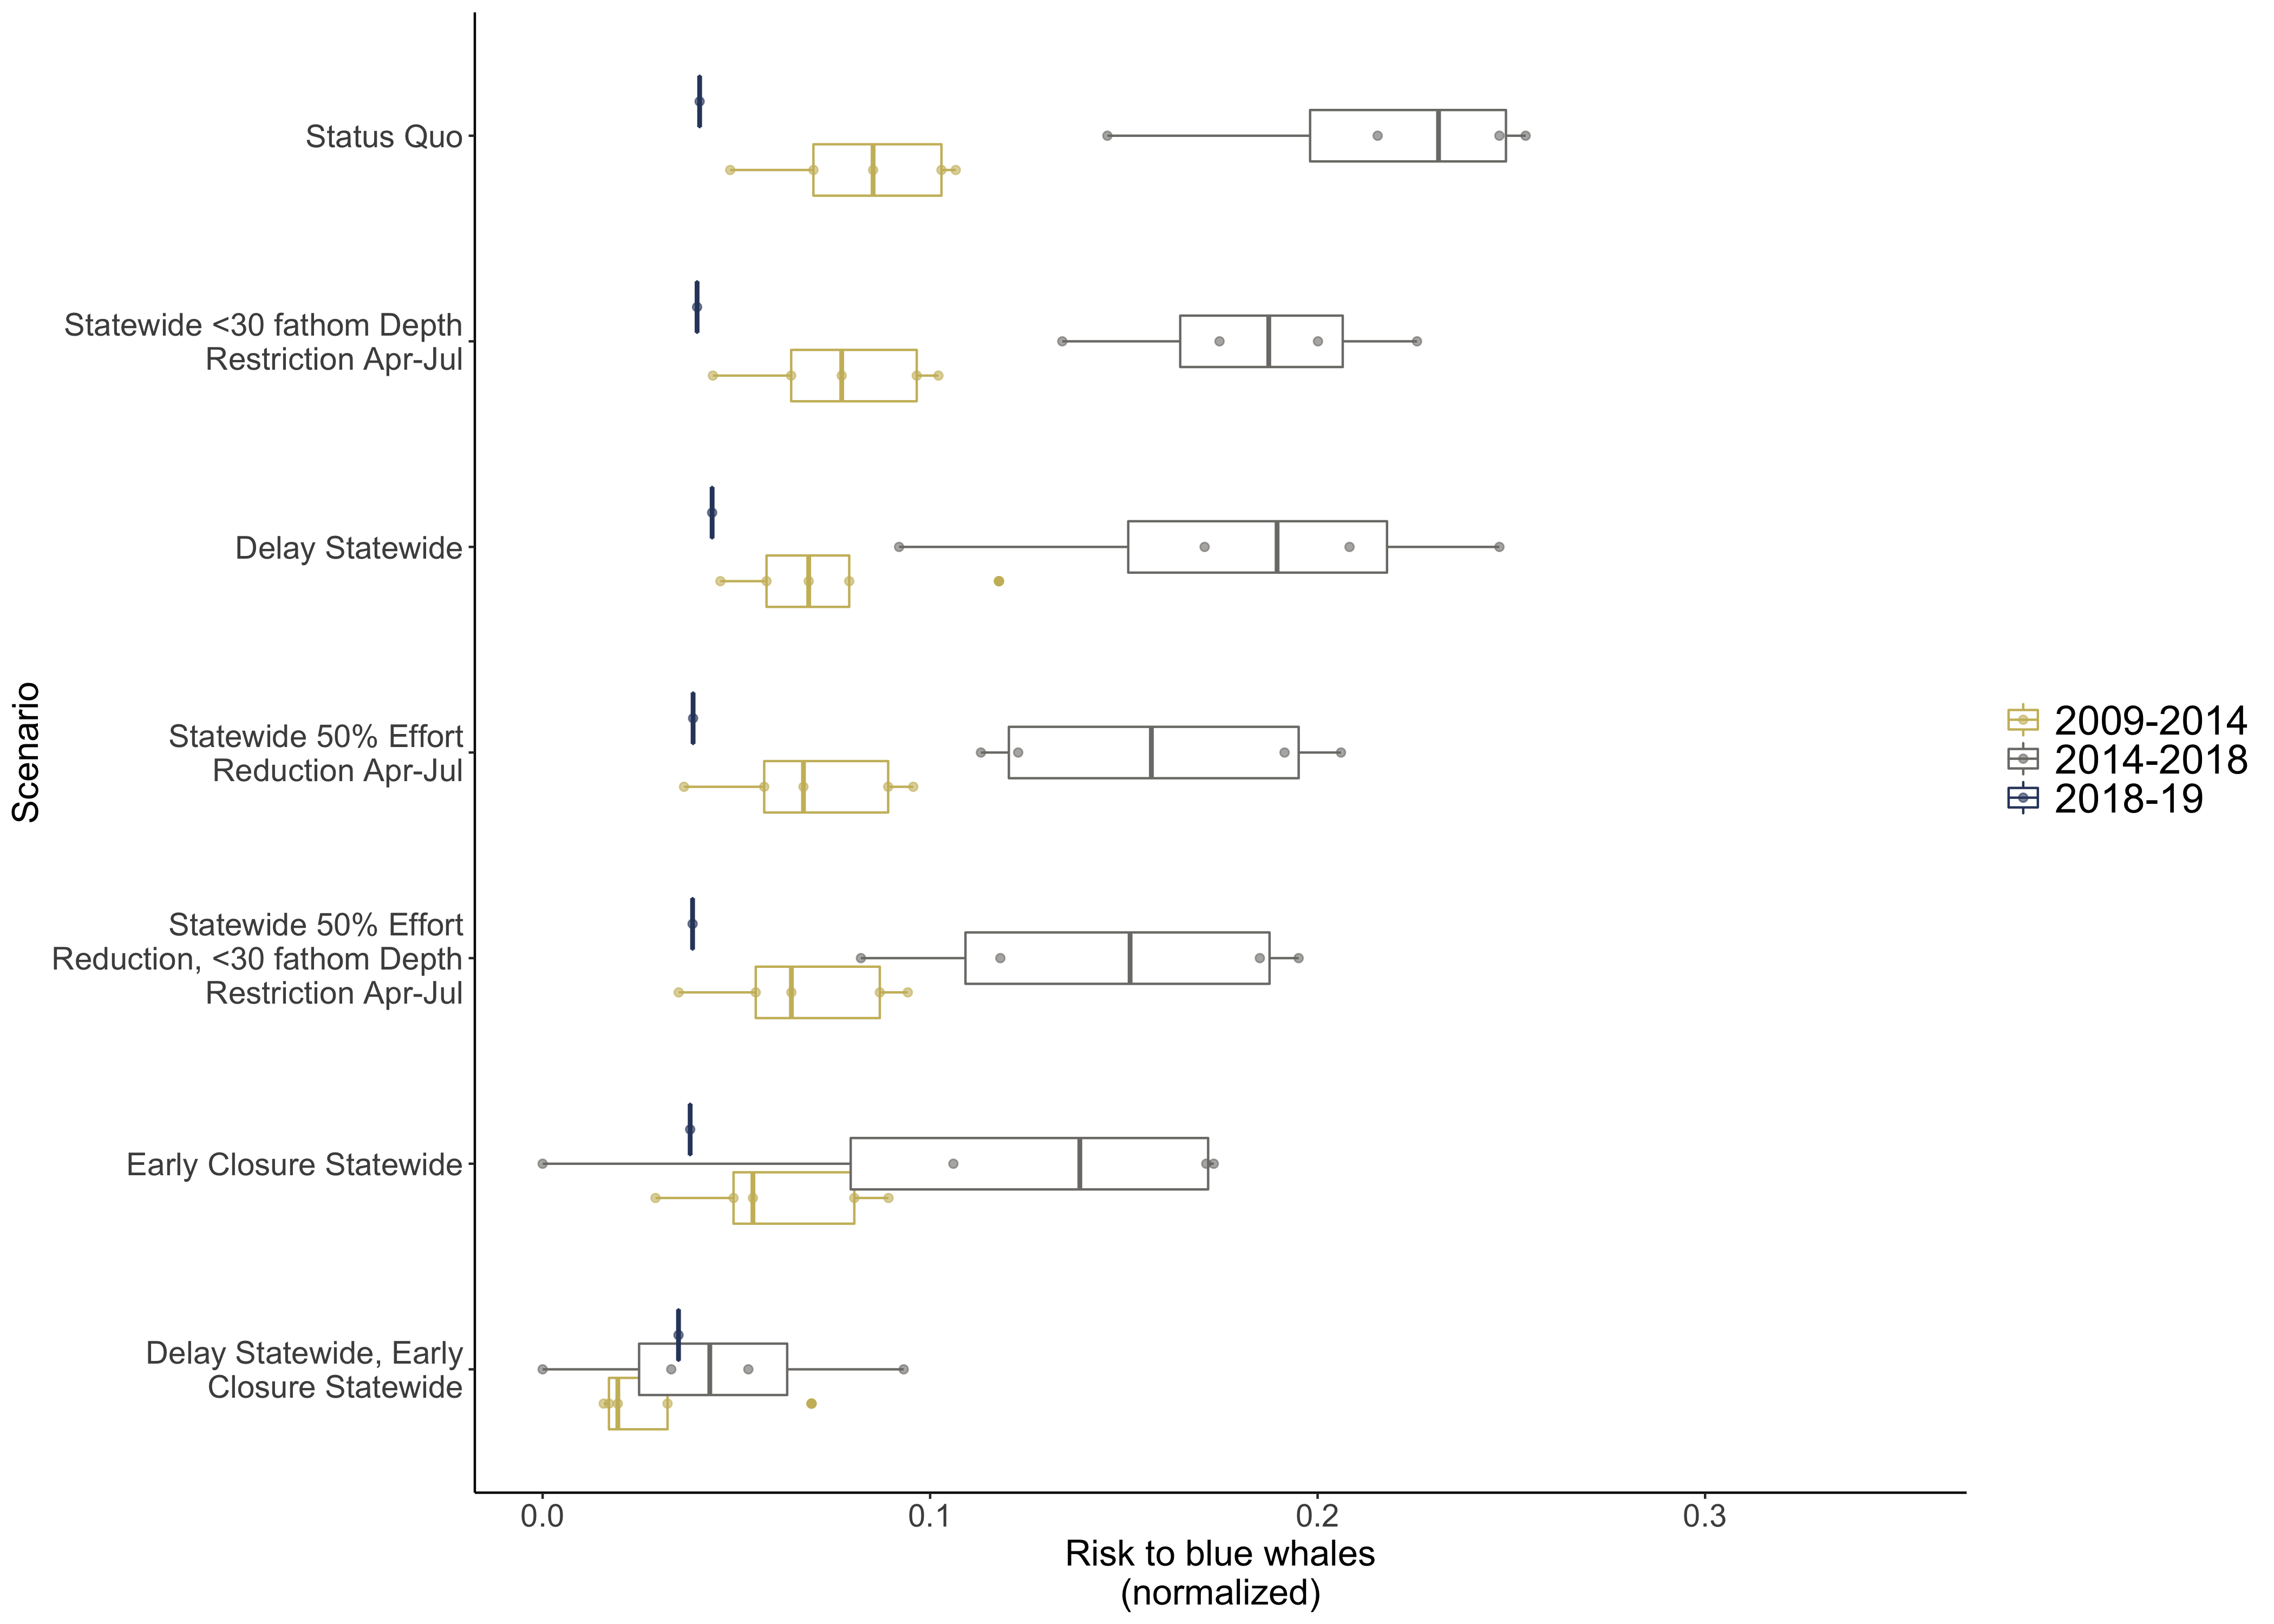 Status Quo
Statewide <30 fathom Depth
Restriction Apr-Jul
Delay Statewide
Statewide 50% Effort
Reduction Apr-Jul
Statewide 50% Effort
Reduction, <30 fathom Depth
Restriction Apr-Jul
Early Closure Statewide
Delay Statewide, Early
Closure Statewide
Scenario
0.0
0.1
0.2
0.3
Risk to blue whales
(normalized)
2009-2014
2014-2018
2018-19